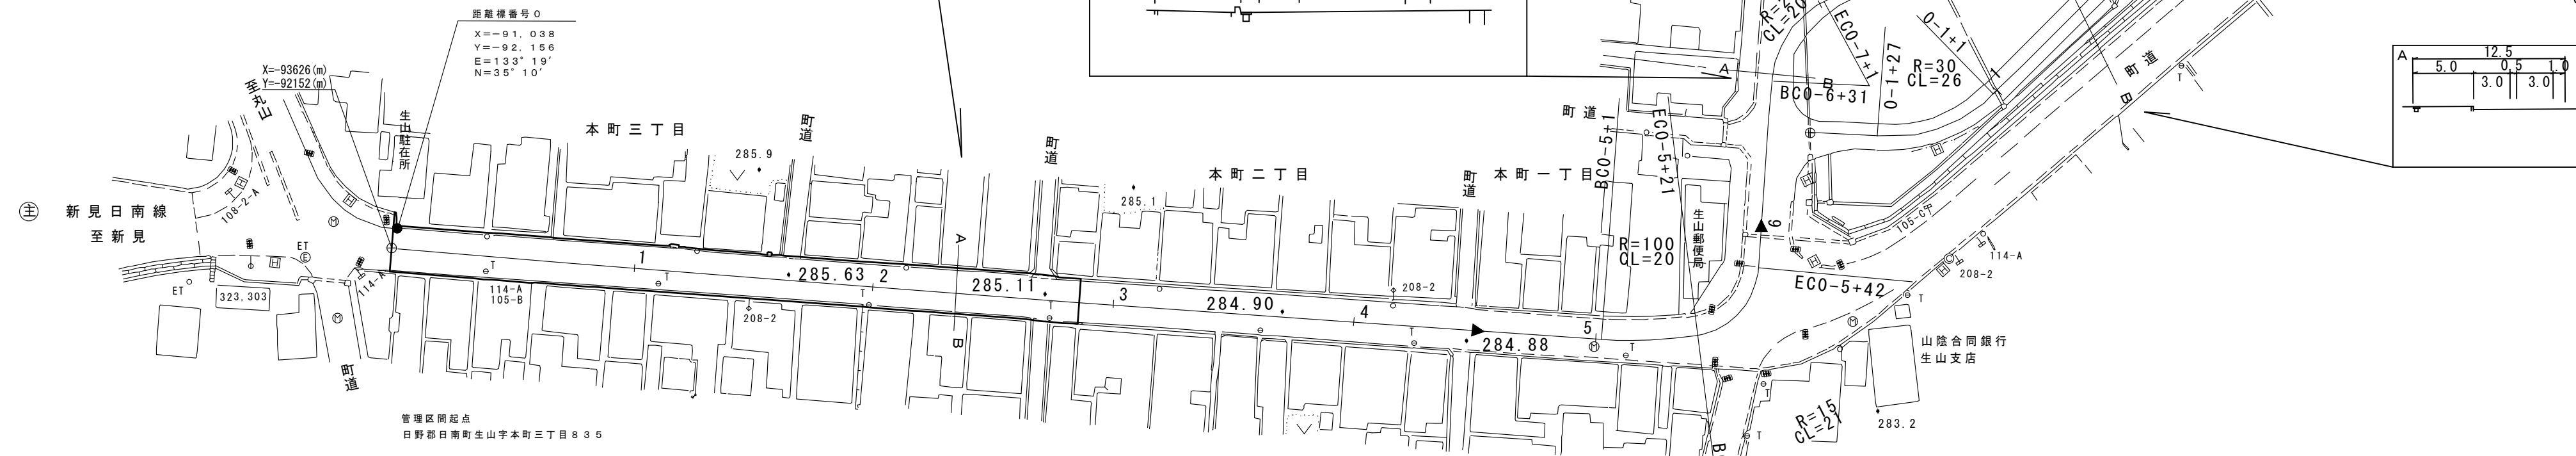 距離標番号０
X＝−９１，０３８
Y＝−９２，１５６
E＝１３３°１９′
N＝３５°１０′
X=-93626(m)
Y=-92152(m)
至丸山
生山駐在所
本町三丁目
285.9
町道
町道
285.1
本町二丁目
町道
本町一丁目
町道
BC0-5+1
EC0-5+21
生山郵便局
R=100
CL=20
CL=20
A
B
BC0-6+31
EC0-7+1
0-1+27
0-1+1
R=30
CL=26
1
町道
B
T
A
12.5
5.0
0.5
1.0
3.0
3.0
主
新見日南線
至新見
108-2-A
M
ET
E
H
ET
323,303
114-A
M
町道
T
1
T
114-A
105-B
285.63
2
T
208-2
A
B
285.11
T
3
284.90
208-2
4
T
284.88
5
M
T
6
105-C
114-A
208-2
EC0-5+42
T
M
山陰合同銀行
生山支店
R=15
CL=21
283.2
T
T
管理区間起点
日野郡日南町生山字本町三丁目８３５